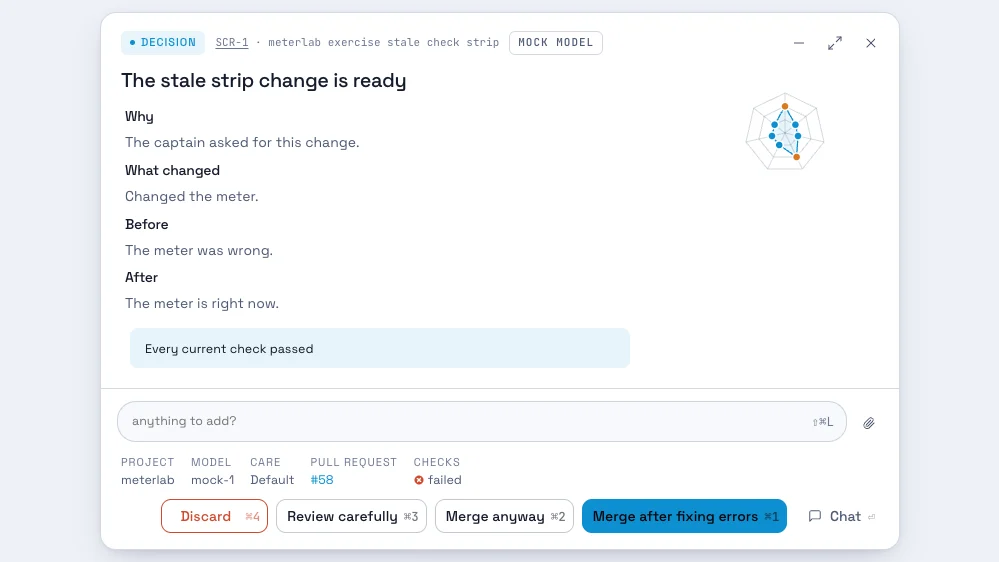 DECISION SCR-1 · meterlab exercise stale check strip MOCK MODEL
The stale strip change is ready
Why
The captain asked for this change.
What changed
Changed the meter.
Before
The meter was wrong.
After
The meter is right now.
Every current check passed
anything to add? ⇧⌘L
PROJECT MODEL CARE PULL REQUEST CHECKS
meterlab mock-1 Default #58 failed
Discard ⌘4 Review carefully ⌘3 Merge anyway ⌘2 Merge after fixing errors ⌘1 Chat ⏎